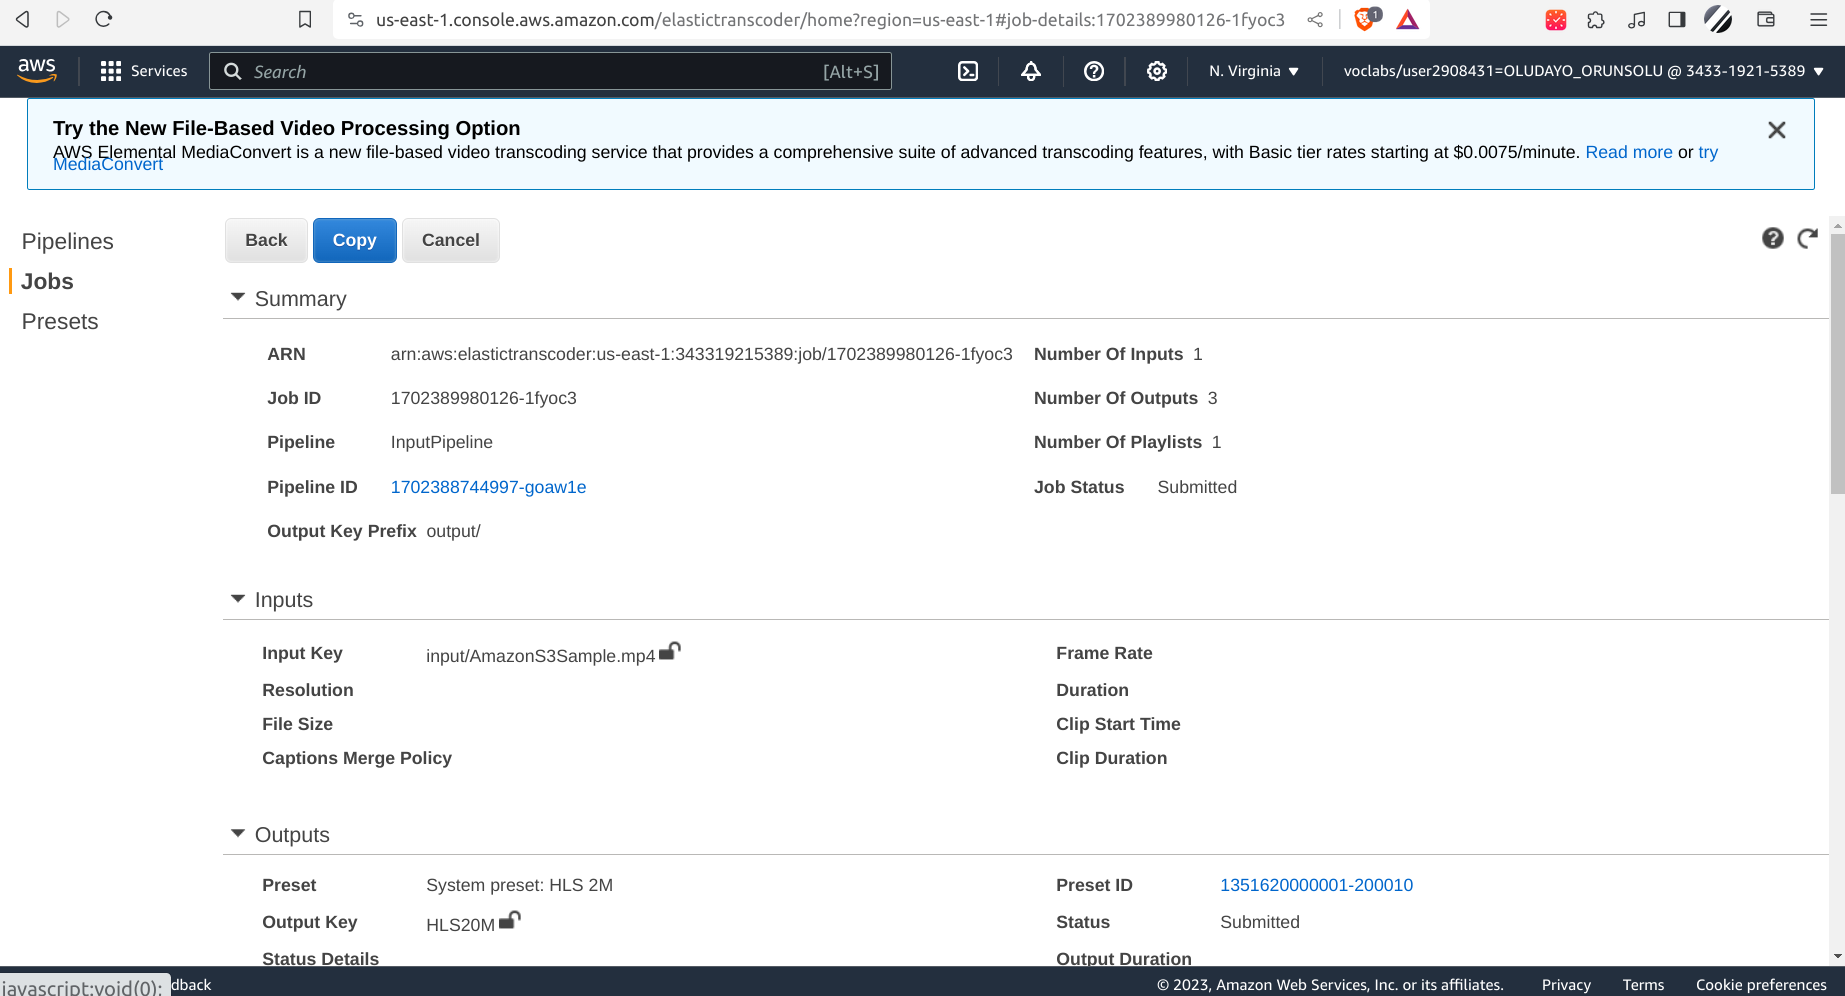 us-east-1.console.aws.amazon.com/elastictranscoder/home?region=us-east-1#job-details:1702389980126-1fyoc3
1
aws
Services
Search
[Alt+S]
N. Virginia
voclabs/user2908431=OLUDAYO_ORUNSOLU @ 3433-1921-5389
Try the New File-Based Video Processing Option
AWS Elemental MediaConvert is a new file-based video transcoding service that provides a comprehensive suite of advanced transcoding features, with Basic tier rates starting at $0.0075/minute. Read more or try
MediaConvert
Pipelines
Jobs
Presets
Back
Copy
Cancel
Summary
ARN arn:aws:elastictranscoder:us-east-1:343319215389:job/1702389980126-1fyoc3
Number Of Inputs 1
Job ID 1702389980126-1fyoc3
Number Of Outputs 3
Pipeline InputPipeline
Number Of Playlists 1
Pipeline ID 1702388744997-goaw1e
Job Status Submitted
Output Key Prefix output/
Inputs
Input Key input/AmazonS3Sample.mp4
Frame Rate
Resolution
Duration
File Size
Clip Start Time
Captions Merge Policy
Clip Duration
Outputs
Preset System preset: HLS 2M
Preset ID 1351620000001-200010
Output Key HLS20M
Status Submitted
Status Details
Output Duration
javascript:void(0);
dback
© 2023, Amazon Web Services, Inc. or its affiliates.
Privacy
Terms
Cookie preferences